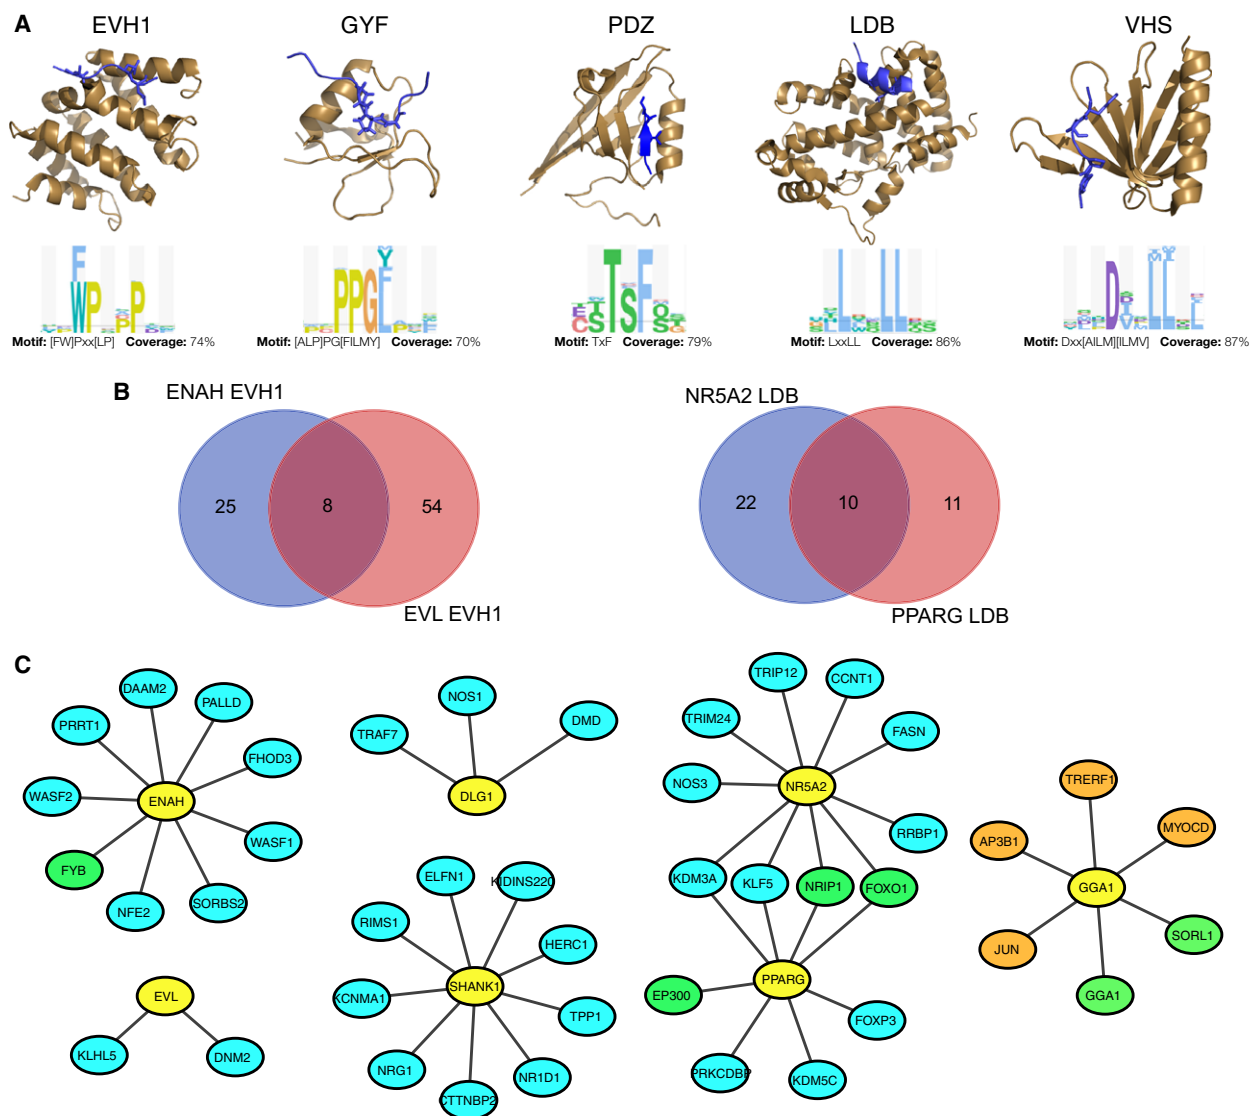 A
EVH1 GYF PDZ LDB VHS
Motif: [FW]Pxx[LP] Coverage: 74%
Motif: [ALP]PG[FILMY] Coverage: 70%
Motif: TxF Coverage: 79%
Motif: LxxLL Coverage: 86%
Motif: Dxx[AILM][ILMV] Coverage: 87%
B
ENAH EVH1
25 8 54
EVL EVH1
NR5A2 LDB
22 10 11
PPARG LDB
C
DAAM2
PALLD
PRRT1
FHOD3
WASF2
ENAH
WASF1
FYB
NFE2
SORBS2
EVL
KLHL5
DNM2
NOS1
TRAF7
DMD
DLG1
ELFN1
KIDINS220
RIMS1
HERC1
KCNMA1
SHANK1
TPP1
NRG1
NR1D1
CTTNBP2
TRIP12
CCNT1
TRIM24
FASN
NOS3
NR5A2
RRBP1
KDM3A
KLF5
NRIP1
FOXO1
EP300
PPARG
FOXP3
PRKCDBP
KDM5C
TRERF1
AP3B1
MYOCD
GGA1
JUN
SORL1
GGA1